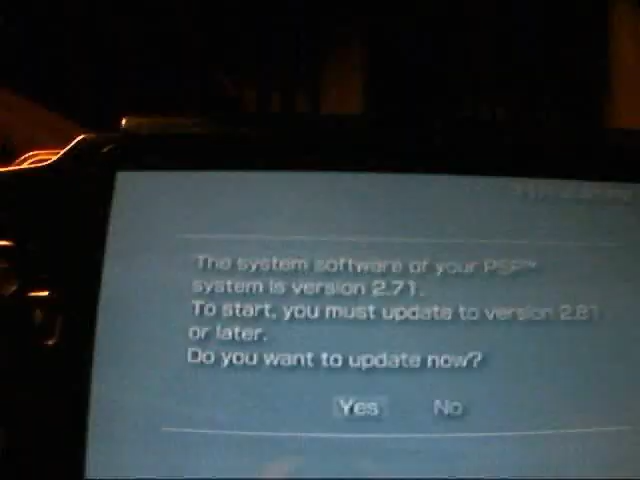 The system software of your PSP™
system is version 2.71.
To start, you must update to version 2.81
or later.
Do you want to update now?
Yes No